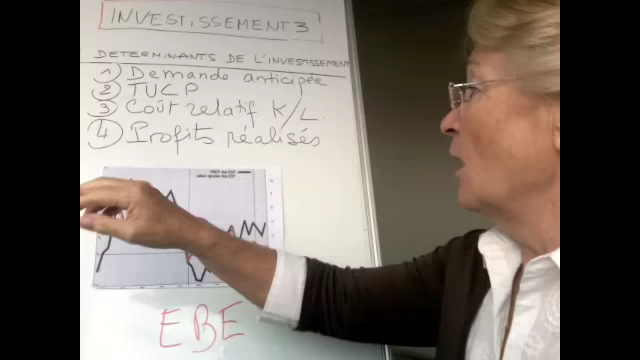 INVESTISSEMENT 3
DETERMINANTS DE L'INVESTISSEMENT
1 Demande anticipée
2 TUCP
3 Coût relatif K/L.
4 Profits réalisés
EBE